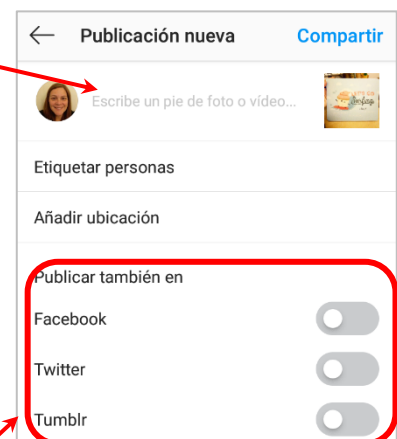 Publicación nueva Compartir
Escribe un pie de foto o vídeo...
Etiquetar personas
Añadir ubicación
Publicar también en
Facebook
Twitter
Tumblr